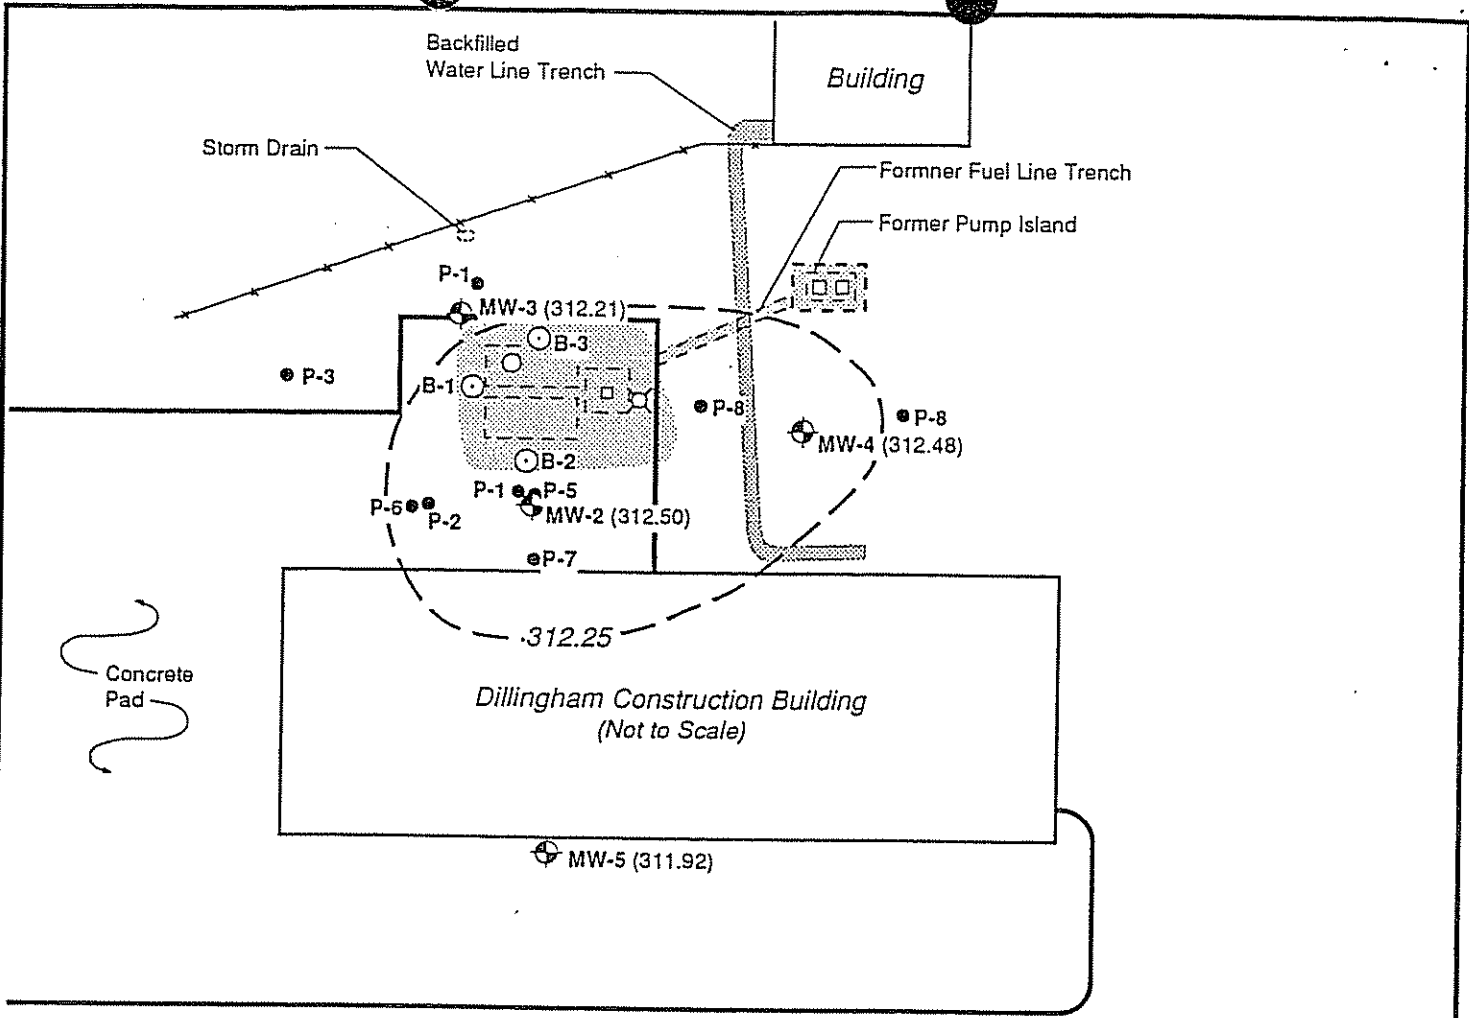 Backfilled
Water Line Trench
Building
Storm Drain
Formner Fuel Line Trench
Former Pump Island
P-1
MW-3 (312.21)
B-3
P-3
B-1
P-8
P-8
MW-4 (312.48)
B-2
P-1
P-5
P-6
P-2
MW-2 (312.50)
P-7
312.25
Concrete
Pad
Dillingham Construction Building
(Not to Scale)
MW-5 (311.92)